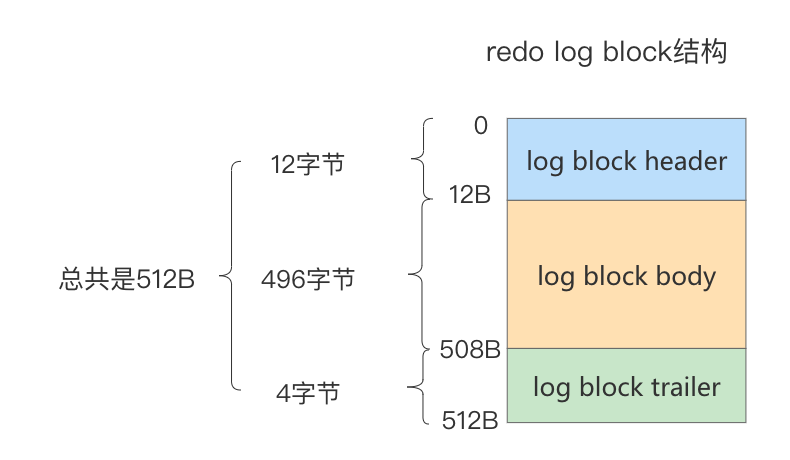 redo log block结构
0
12字节
log block header
12B
总共是512B
496字节
log block body
508B
4字节
log block trailer
512B